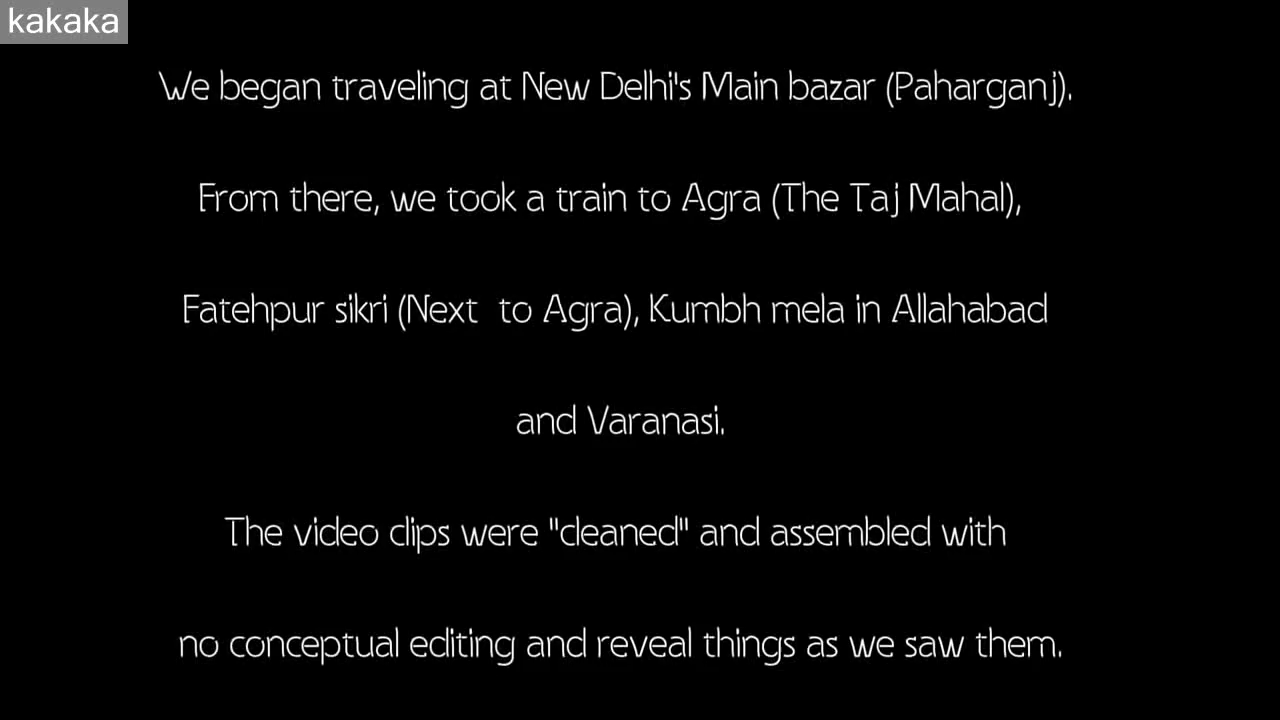 kakaka
We began traveling at New Delhi's Main bazar (Paharganj).
From there, we took a train to Agra (The Taj Mahal),
Fatehpur sikri (Next  to Agra), Kumbh mela in Allahabad
and Varanasi.
The video clips were "cleaned" and assembled with
no conceptual editing and reveal things as we saw them.